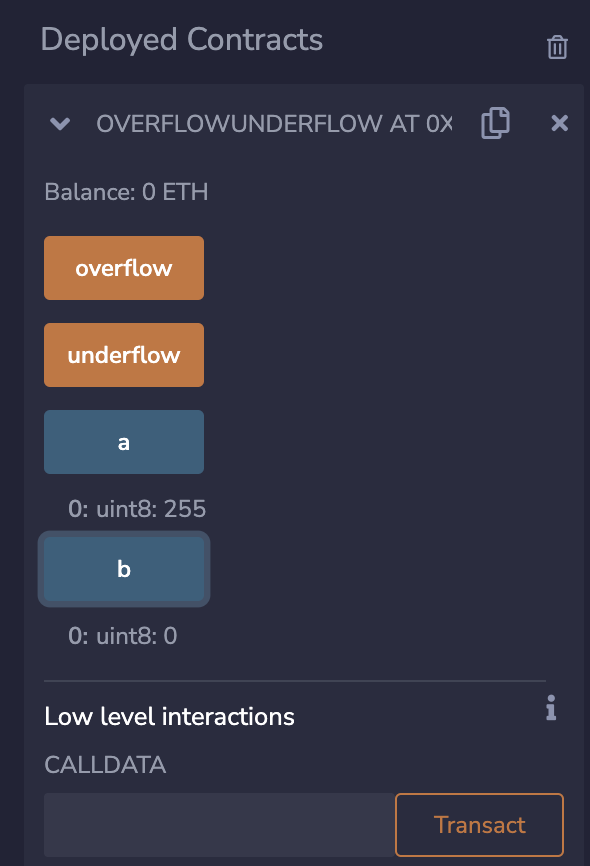 Deployed Contracts
OVERFLOWUNDERFLOW AT 0X
Balance: 0 ETH
overflow
underflow
a
0: uint8: 255
b
0: uint8: 0
Low level interactions
CALLDATA
Transact